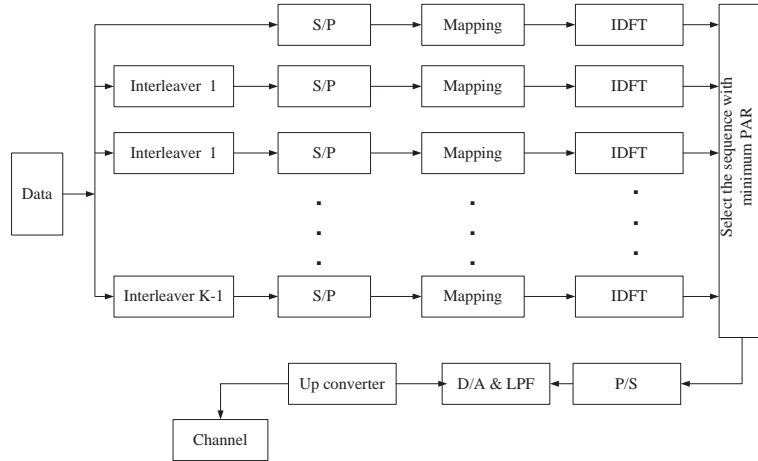 S/P
Mapping
IDFT
Interleaver 1
S/P
Mapping
IDFT
Interleaver 1
S/P
Mapping
IDFT
Data
Interleaver K-1
S/P
Mapping
IDFT
Select the sequence with
minimum PAR
Up converter
D/A & LPF
P/S
Channel